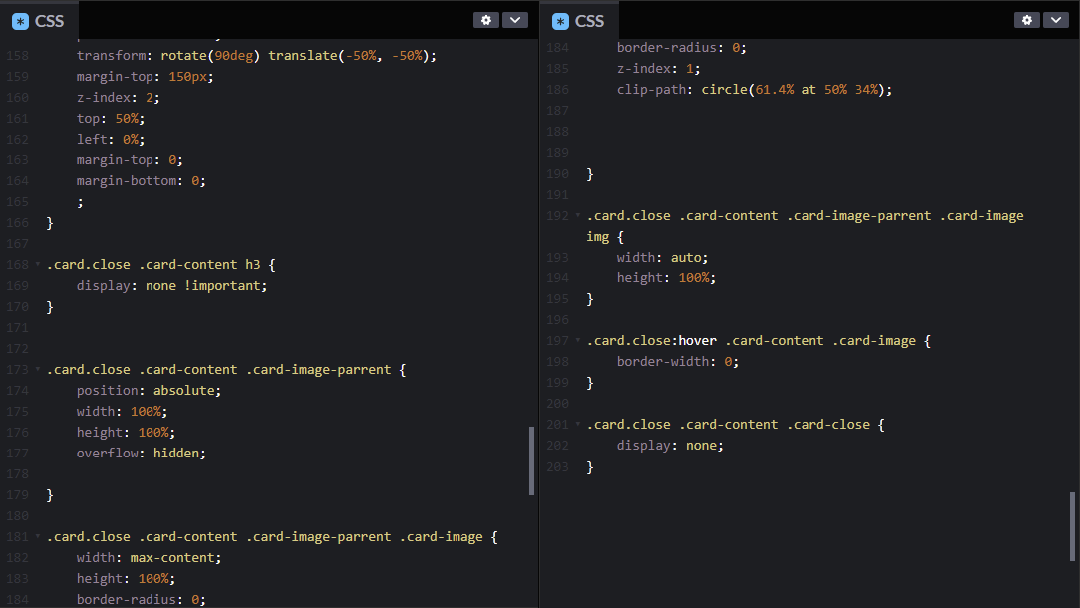 CSS
158 transform: rotate(90deg) translate(-50%, -50%);
159 margin-top: 150px;
160 z-index: 2;
161 top: 50%;
162 left: 0%;
163 margin-top: 0;
164 margin-bottom: 0;
165 ;
166 }
167
168 .card.close .card-content h3 {
169 display: none !important;
170 }
171
172
173 .card.close .card-content .card-image-parrent {
174 position: absolute;
175 width: 100%;
176 height: 100%;
177 overflow: hidden;
178
179 }
180
181 .card.close .card-content .card-image-parrent .card-image {
182 width: max-content;
183 height: 100%;
184 border-radius: 0;
CSS
184 border-radius: 0;
185 z-index: 1;
186 clip-path: circle(61.4% at 50% 34%);
187
188
189
190 }
191
192 .card.close .card-content .card-image-parrent .card-image
img {
193 width: auto;
194 height: 100%;
195 }
196
197 .card.close:hover .card-content .card-image {
198 border-width: 0;
199 }
200
201 .card.close .card-content .card-close {
202 display: none;
203 }